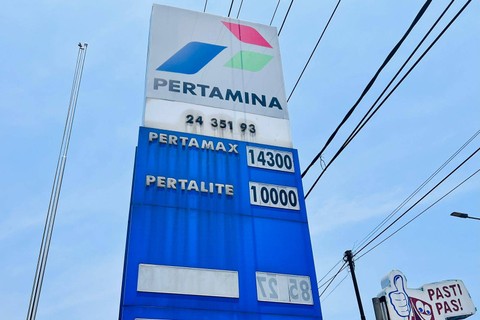 PERTAMINA
24 351 93
PERTAMAX 14300
PERTALITE 10000
PASTI
PAS!